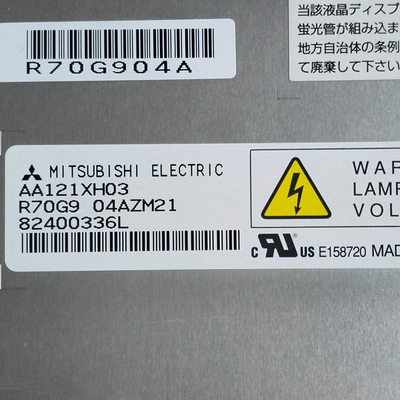 当該液晶ディスプ
蛍光管が組み込ま
地方自治体の条例
て廃棄して下さい
R70G904A
MITSUBISHI ELECTRIC
AA121XH03
R70G9 04AZM21
82400336L
WAR
LAMP
VOL
c RU US E158720 MAD